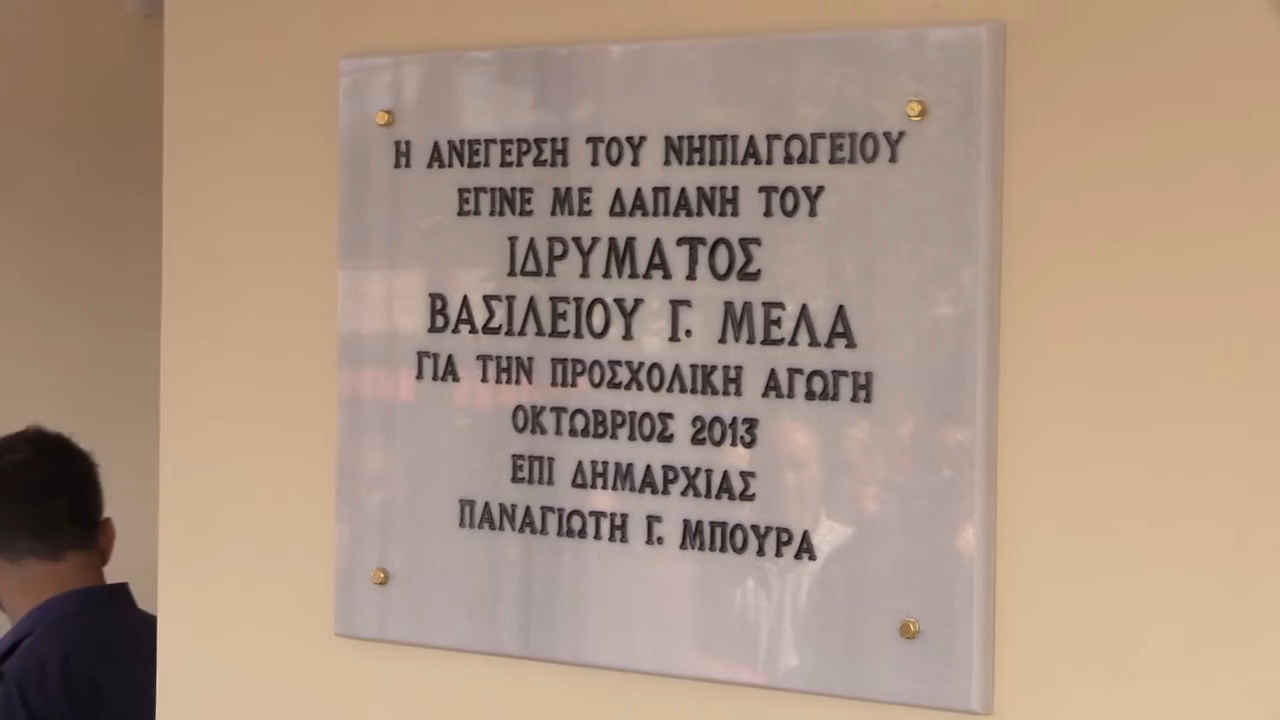 Η ΑΝΕΓΕΡΣΗ ΤΟΥ ΝΗΠΙΑΓΩΓΕΙΟΥ
ΕΓΙΝΕ ΜΕ ΔΑΠΑΝΗ ΤΟΥ
ΙΔΡΥΜΑΤΟΣ
ΒΑΣΙΛΕΙΟΥ Γ. ΜΕΛΑ
ΓΙΑ ΤΗΝ ΠΡΟΣΧΟΛΙΚΗ ΑΓΩΓΗ
ΟΚΤΩΒΡΙΟΣ 2013
ΕΠΙ ΔΗΜΑΡΧΙΑΣ
ΠΑΝΑΓΙΩΤΗ Γ. ΜΠΟΥΡΑ